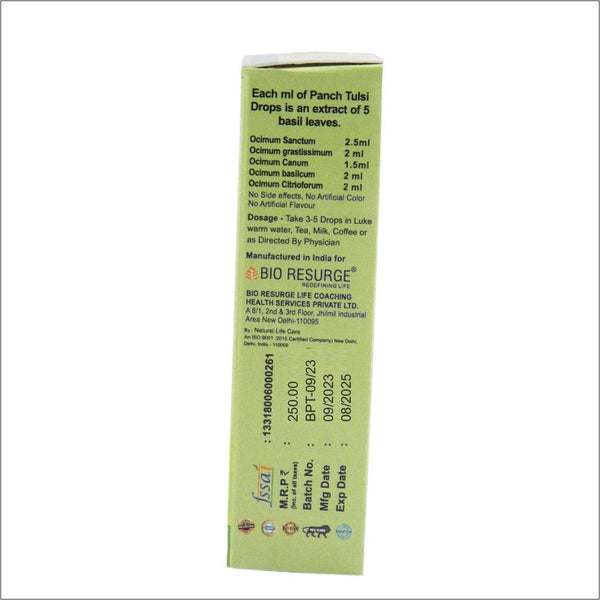 Each ml of Panch Tulsi
Drops is an extract of 5
basil leaves.
Ocimum Sanctum 2.5ml
Ocimum grastissimum 2 ml
Ocimum Canum 1.5ml
Ocimum basilcum 2 ml
Ocimum Citrioforum 2 ml
No Side effects, No Artificial Color
No Artificial Flavour
Dosage - Take 3-5 Drops in Luke
warm water, Tea, Milk, Coffee or
as Directed By Physician
Manufactured in India for
BIO RESURGE®
REDEFINING LIFE
BIO RESURGE LIFE COACHING
HEALTH SERVICES PRIVATE LTD.
A 8/1, 2nd & 3rd Floor, Jhilmil Industrial
Area New Delhi-110095
By : Natural Life Care
An ISO 9001 :2015 Certified Company) New Delhi,
Delhi, India - 110059
fssai : 13318006000261
M.R.P ₹ : 250.00
(Inc. of all taxes)
Batch No. : BPT-09/23
Mfg Date : 09/2023
Exp Date : 08/2025
HACCP